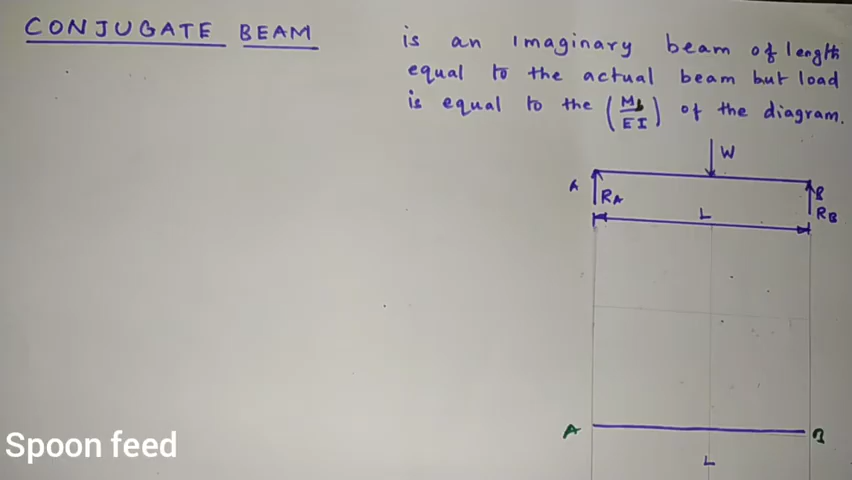 CONJUGATE BEAM
is an imaginary beam of length
equal to the actual beam but load
is equal to the (Mb/EI) of the diagram.
W
A
B
RA
RB
L
A
B
L
Spoon feed